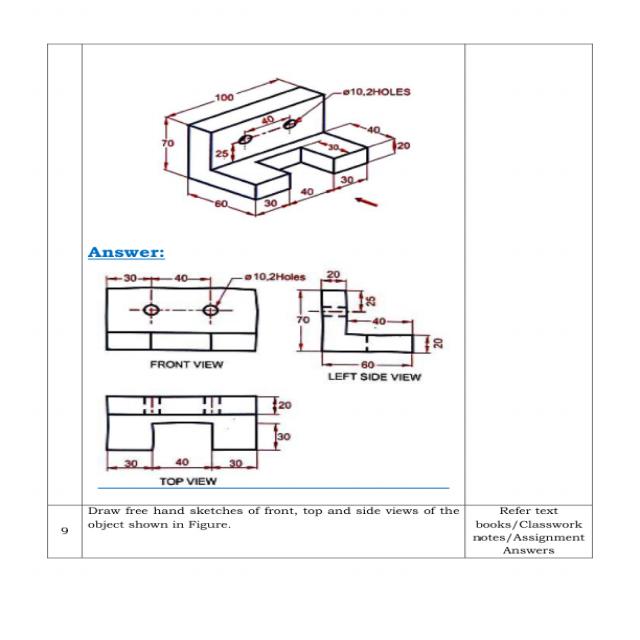 100
ø10,2HOLES
40
70
25
40
20
30
30
40
60
30
Answer:
30
40
ø10,2Holes
20
25
70
40
20
60
FRONT VIEW
LEFT SIDE VIEW
20
30
30
40
30
TOP VIEW
9
Draw free hand sketches of front, top and side views of the
object shown in Figure.
Refer text
books/Classwork
notes/Assignment
Answers